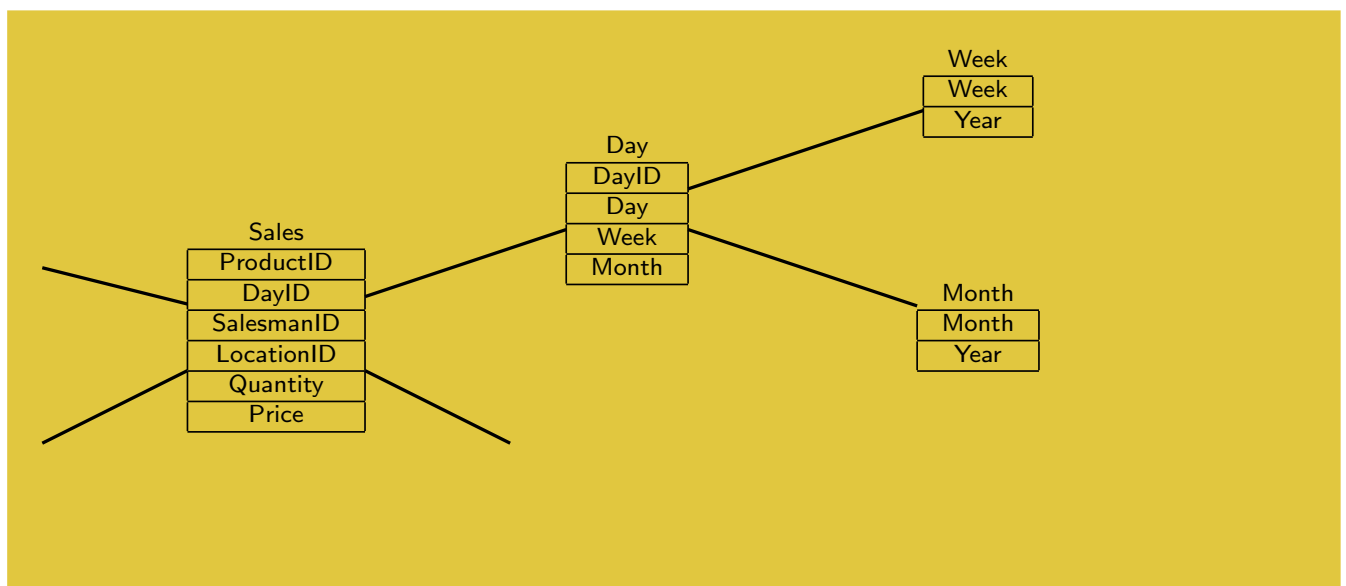 Sales
ProductID
DayID
SalesmanID
LocationID
Quantity
Price
Day
DayID
Day
Week
Month
Week
Week
Year
Month
Month
Year